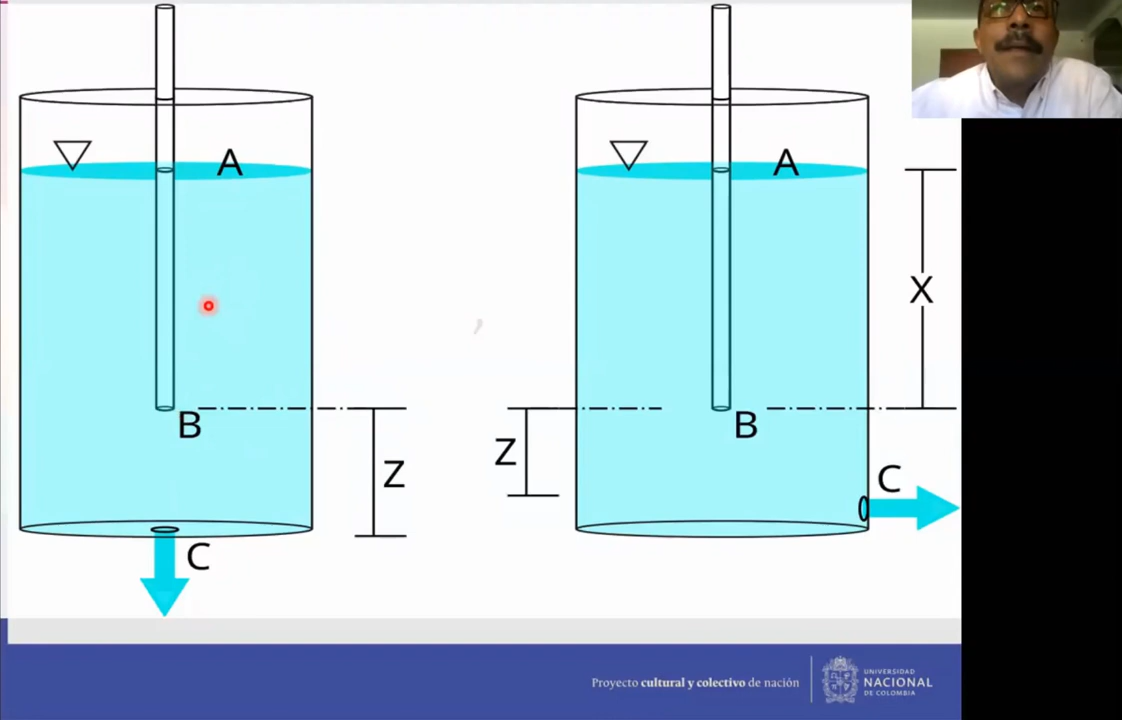 A
A
X
B
Z
Z
B
C
C
Proyecto cultural y colectivo de nación
UNIVERSIDAD
NACIONAL
DE COLOMBIA